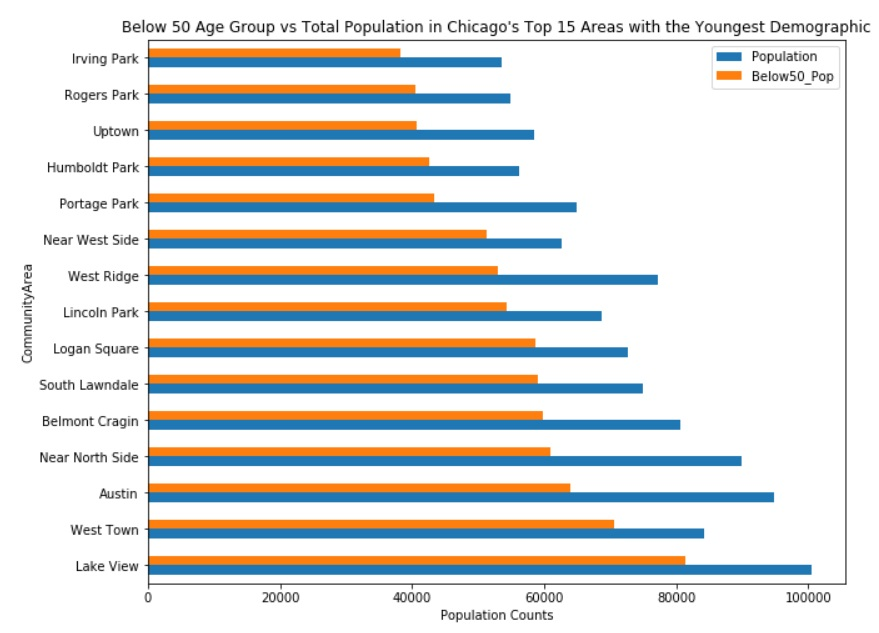 Below 50 Age Group vs Total Population in Chicago's Top 15 Areas with the Youngest Demographic
Population
Below50_Pop
Irving Park
Rogers Park
Uptown
Humboldt Park
Portage Park
Near West Side
West Ridge
Lincoln Park
Logan Square
South Lawndale
Belmont Cragin
Near North Side
Austin
West Town
Lake View
CommunityArea
0 20000 40000 60000 80000 100000
Population Counts